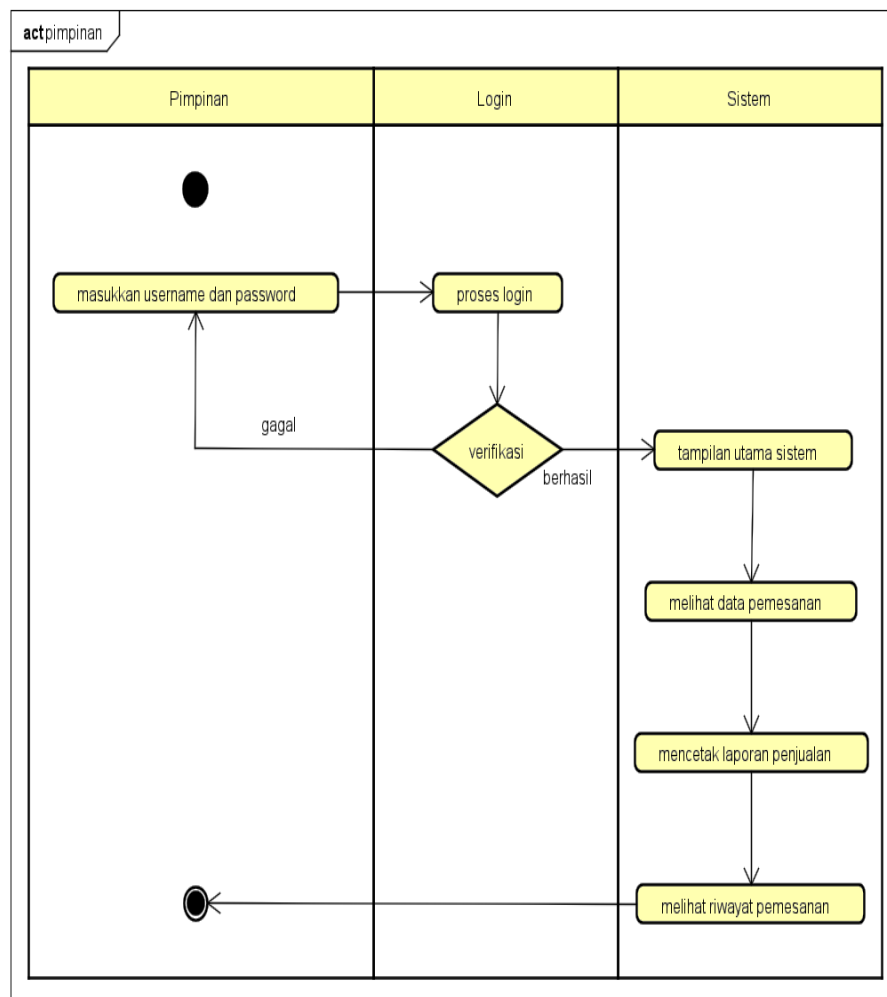 act pimpinan
Pimpinan
Login
Sistem
masukkan username dan password
proses login
gagal
verifikasi
berhasil
tampilan utama sistem
melihat data pemesanan
mencetak laporan penjualan
melihat riwayat pemesanan